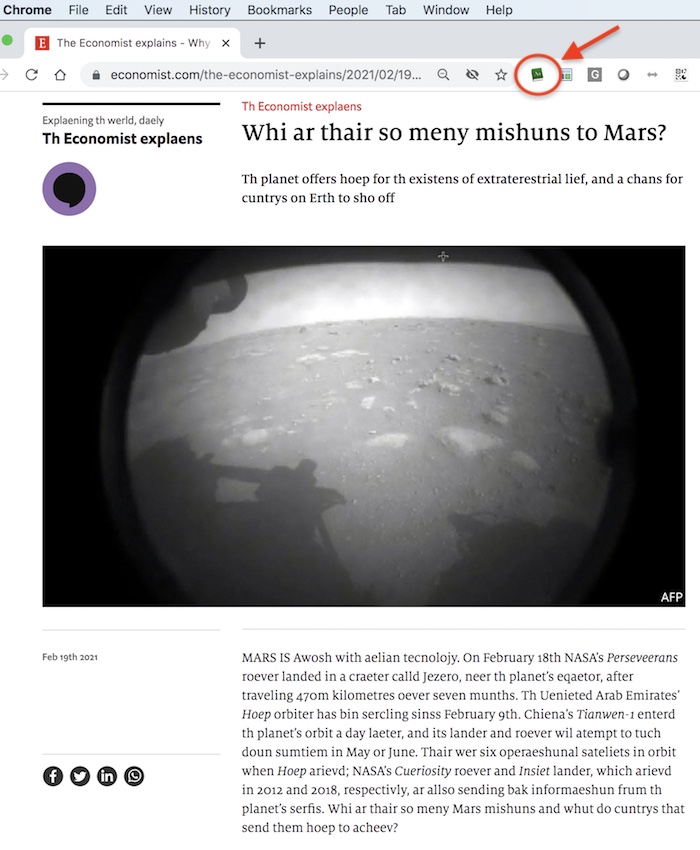 Chrome File Edit View History Bookmarks People Tab Window Help
The Economist explains - Why
economist.com/the-economist-explains/2021/02/19...
G
Explaening th werld, daely
Th Economist explaens
Th Economist explaens
Whi ar thair so meny mishuns to Mars?
Th planet offers hoep for th existens of extraterestrial lief, and a chans for
cuntrys on Erth to sho off
AFP
Feb 19th 2021
MARS IS Awosh with aelian tecnolojy. On February 18th NASA's Perseveerans
roever landed in a craeter calld Jezero, neer th planet's eqaetor, after
traveling 470m kilometres oever seven munths. Th Uenieted Arab Emirates'
Hoep orbiter has bin sercling sinss February 9th. Chiena's Tianwen-1 enterd
th planet's orbit a day laeter, and its lander and roever wil atempt to tuch
doun sumtiem in May or June. Thair wer six operaeshunal sateliets in orbit
when Hoep arievd; NASA's Cueriosity roever and Insiet lander, which arievd
in 2012 and 2018, respectivly, ar allso sending bak informaeshun frum th
planet's serfis. Whi ar thair so meny Mars mishuns and whut do cuntrys that
send them hoep to acheev?